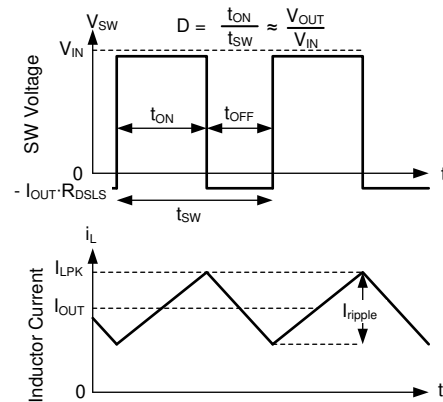 V_SW
D = t_ON / t_SW ≈ V_OUT / V_IN
V_IN
SW Voltage
t_ON
t_OFF
0
t
- I_OUT·R_DSLS
t_SW
i_L
I_LPK
I_OUT
I_ripple
Inductor Current
0
t